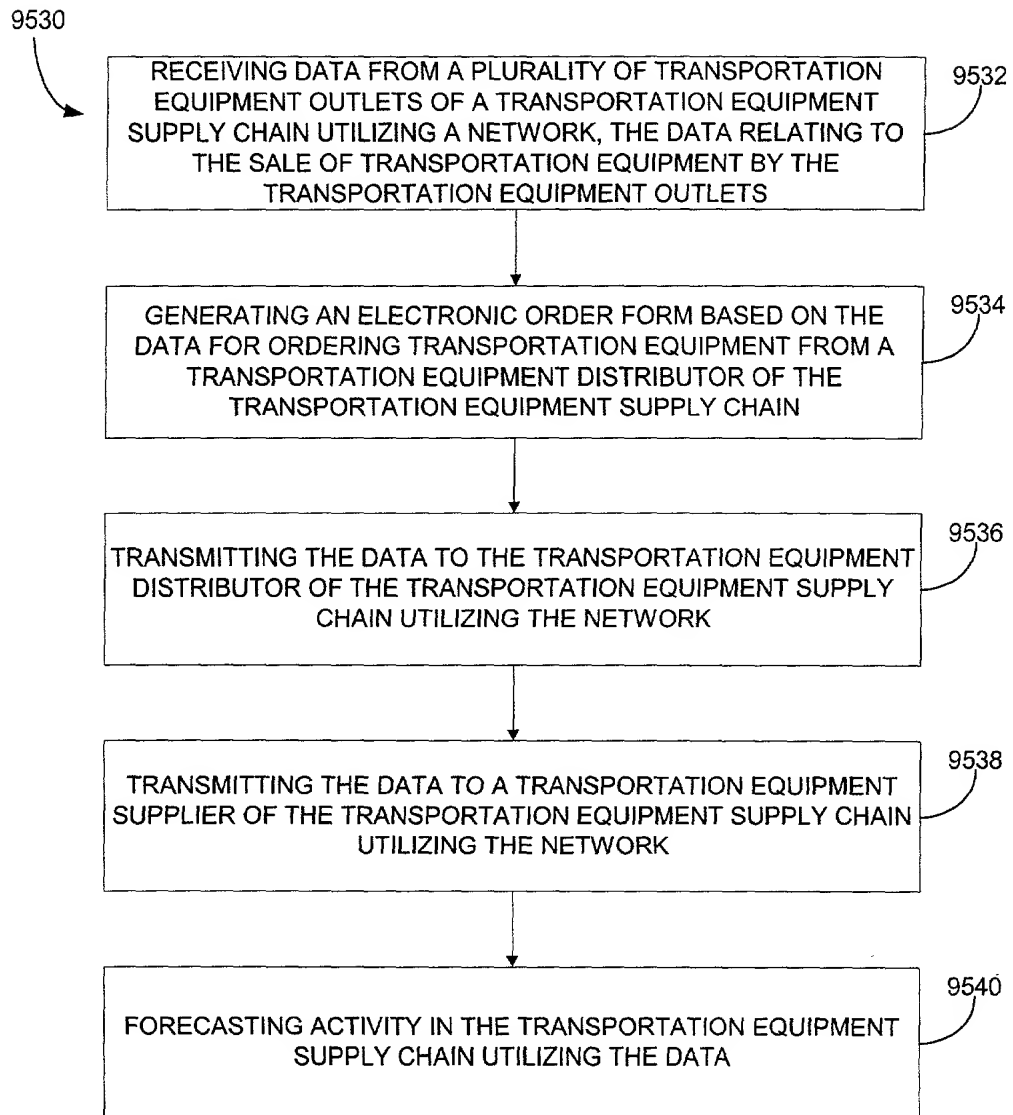 9530
RECEIVING DATA FROM A PLURALITY OF TRANSPORTATION
EQUIPMENT OUTLETS OF A TRANSPORTATION EQUIPMENT
SUPPLY CHAIN UTILIZING A NETWORK, THE DATA RELATING TO
THE SALE OF TRANSPORTATION EQUIPMENT BY THE
TRANSPORTATION EQUIPMENT OUTLETS
9532
GENERATING AN ELECTRONIC ORDER FORM BASED ON THE
DATA FOR ORDERING TRANSPORTATION EQUIPMENT FROM A
TRANSPORTATION EQUIPMENT DISTRIBUTOR OF THE
TRANSPORTATION EQUIPMENT SUPPLY CHAIN
9534
TRANSMITTING THE DATA TO THE TRANSPORTATION EQUIPMENT
DISTRIBUTOR OF THE TRANSPORTATION EQUIPMENT SUPPLY
CHAIN UTILIZING THE NETWORK
9536
TRANSMITTING THE DATA TO A TRANSPORTATION EQUIPMENT
SUPPLIER OF THE TRANSPORTATION EQUIPMENT SUPPLY CHAIN
UTILIZING THE NETWORK
9538
FORECASTING ACTIVITY IN THE TRANSPORTATION EQUIPMENT
SUPPLY CHAIN UTILIZING THE DATA
9540